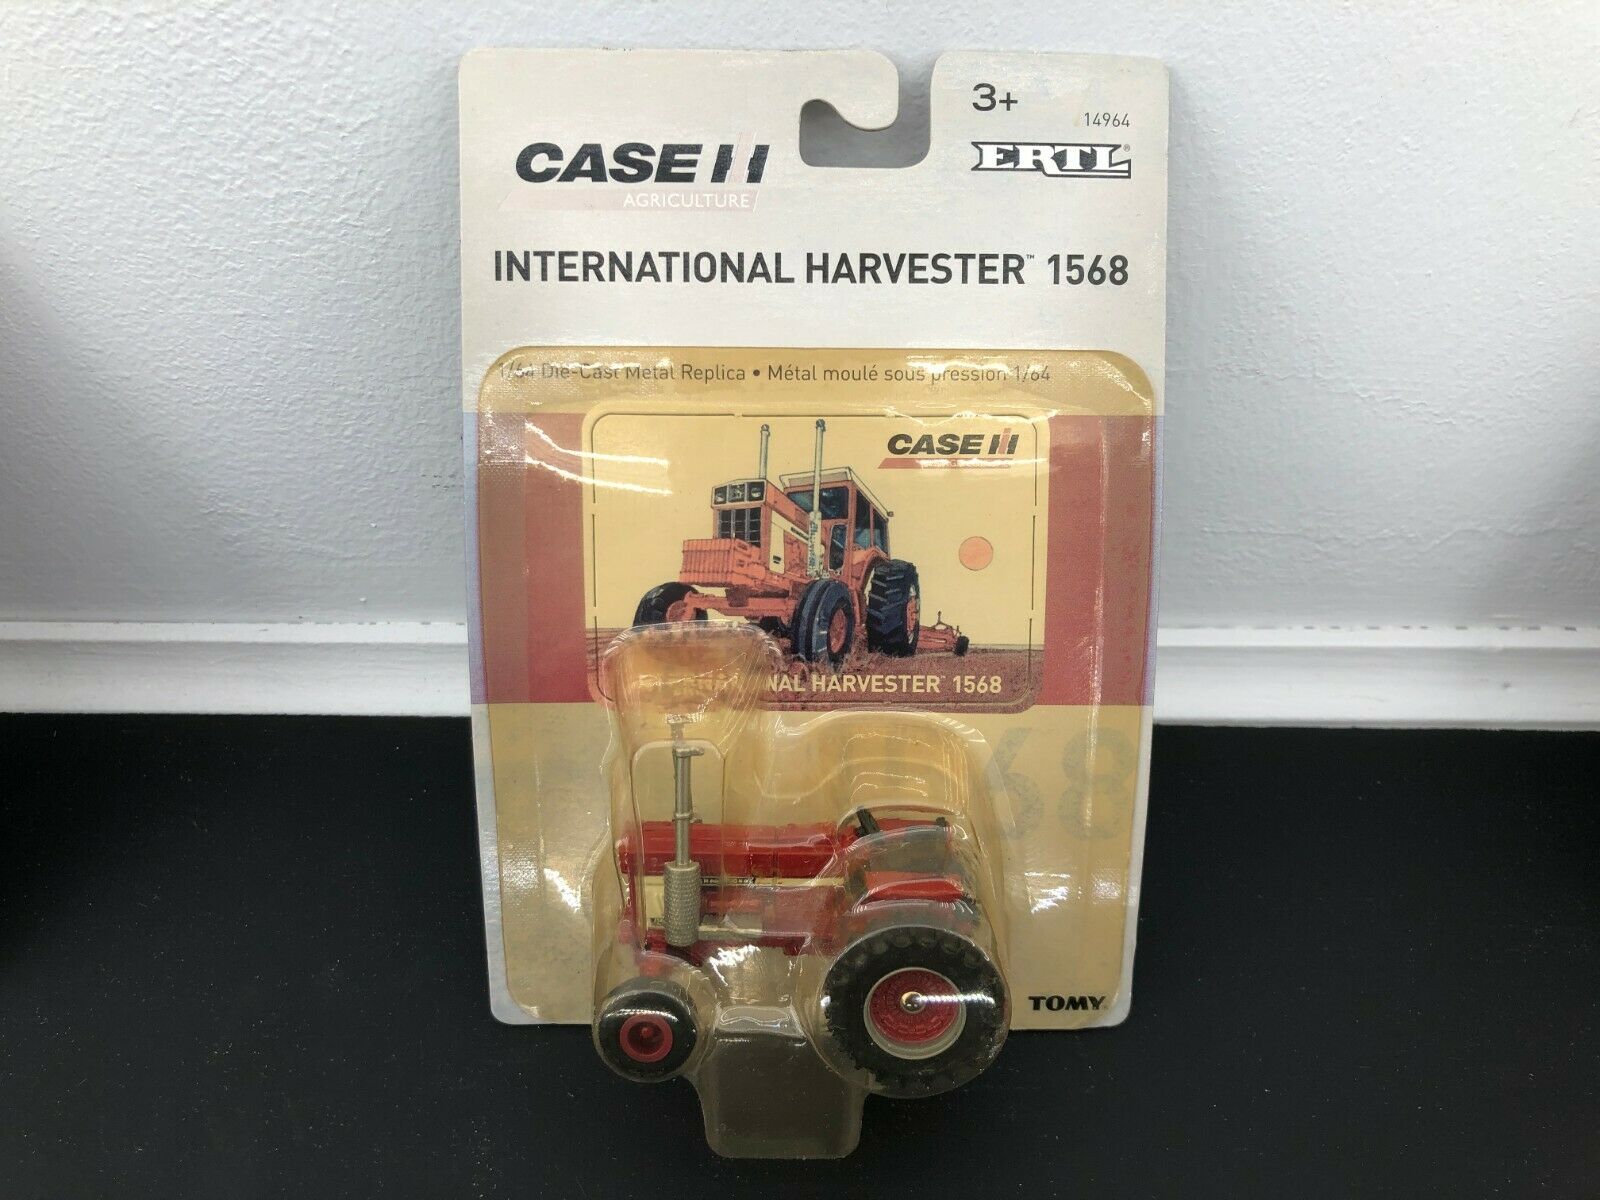 3+
14964
CASE IH
AGRICULTURE
ERTL®
INTERNATIONAL HARVESTER™ 1568
1/64 Die-Cast Metal Replica • Métal moulé sous pression 1/64
CASE IH
HARVESTER™ 1568
68
TOMY